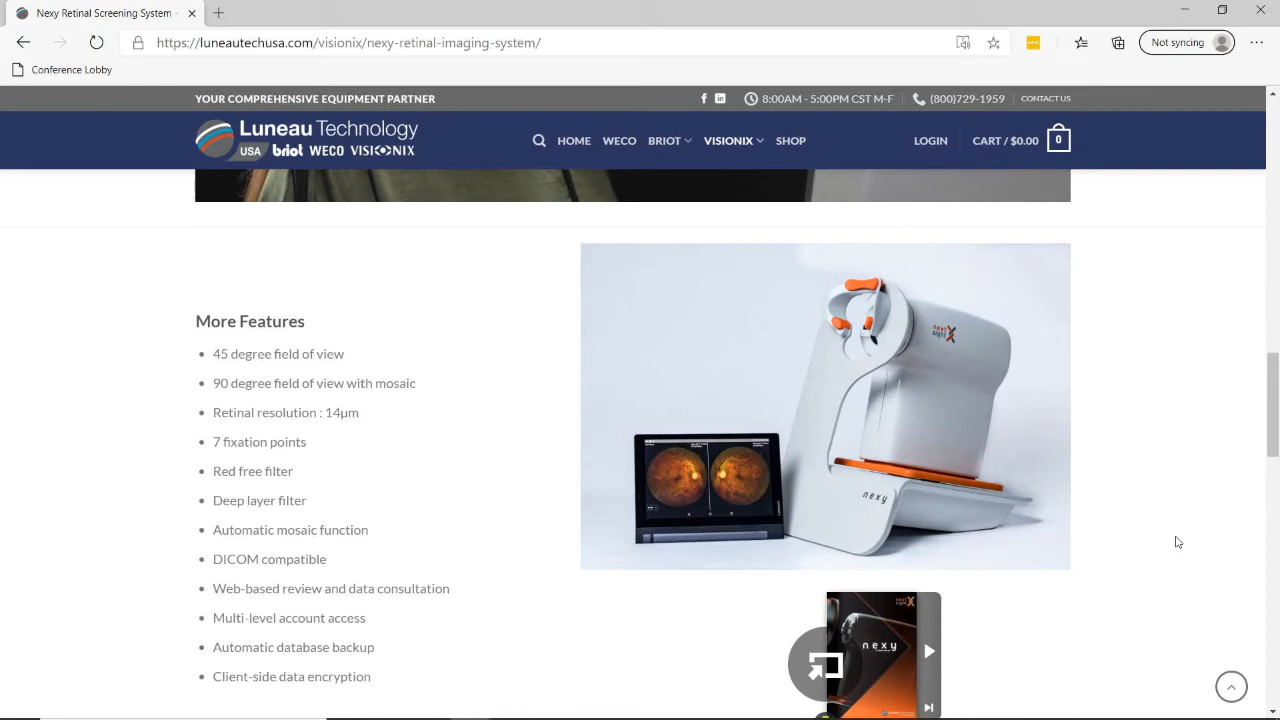 Nexy Retinal Screening System -
https://luneautechusa.com/visionix/nexy-retinal-imaging-system/
Not syncing
Conference Lobby
YOUR COMPREHENSIVE EQUIPMENT PARTNER
8:00AM - 5:00PM CST M-F
(800)729-1959
CONTACT US
Luneau Technology
USA briot WECO VISIONIX
HOME WECO BRIOT VISIONIX SHOP
LOGIN
CART / $0.00
0
More Features
• 45 degree field of view
• 90 degree field of view with mosaic
• Retinal resolution : 14µm
• 7 fixation points
• Red free filter
• Deep layer filter
• Automatic mosaic function
• DICOM compatible
• Web-based review and data consultation
• Multi-level account access
• Automatic database backup
• Client-side data encryption
next
sight
nexy
next
sight
nexy